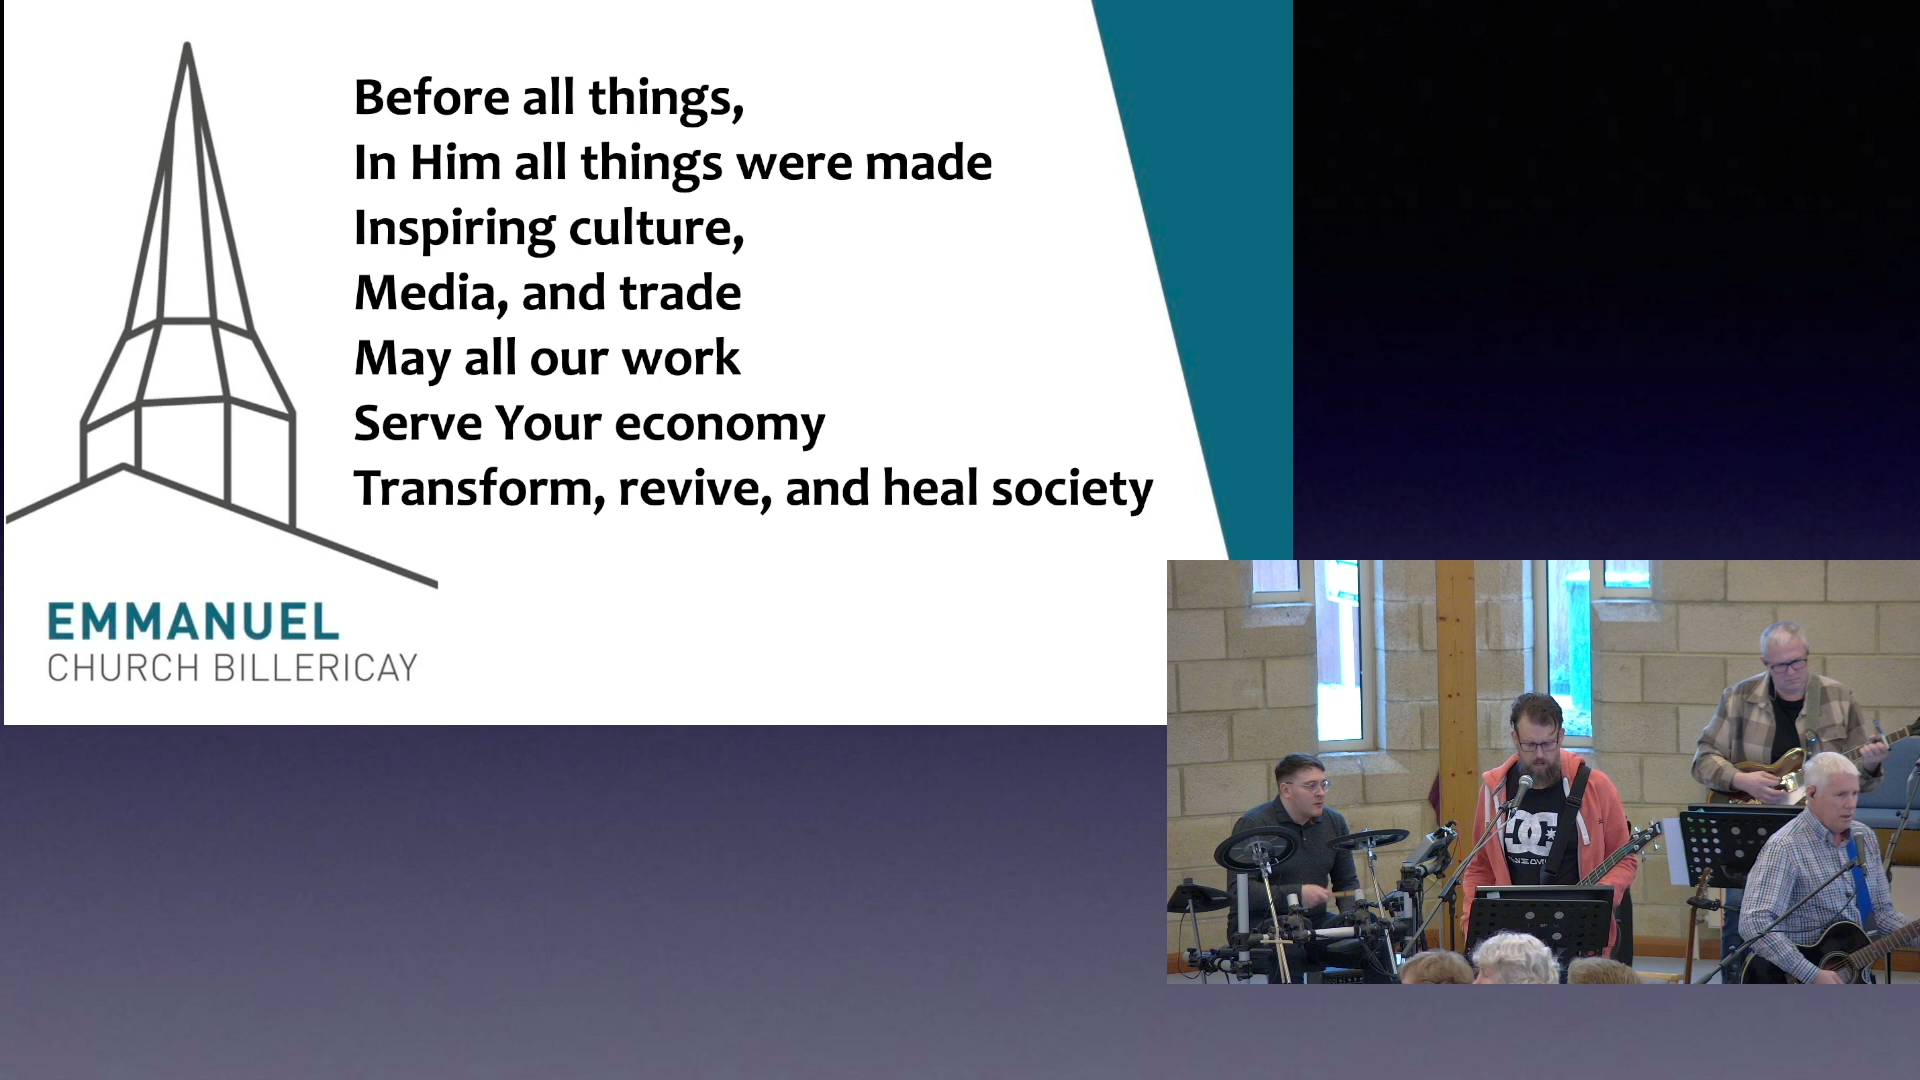 Before all things,
In Him all things were made
Inspiring culture,
Media, and trade
May all our work
Serve Your economy
Transform, revive, and heal society
EMMANUEL
CHURCH BILLERICAY
DC